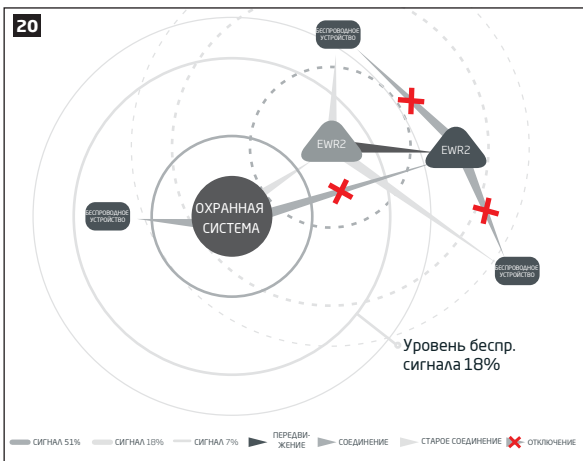 20
БЕСПРОВОДНОЕ
УСТРОЙСТВО
EWR2
EWR2
БЕСПРОВОДНОЕ
УСТРОЙСТВО
ОХРАННАЯ
СИСТЕМА
БЕСПРОВОДНОЕ
УСТРОЙСТВО
Уровень беспр.
сигнала 18%
СИГНАЛ 51%
СИГНАЛ 18%
СИГНАЛ 7%
ПЕРЕДВИ-
ЖЕНИЕ
СОЕДИНЕНИЕ
СТАРОЕ СОЕДИНЕНИЕ
ОТКЛЮЧЕНИЕ